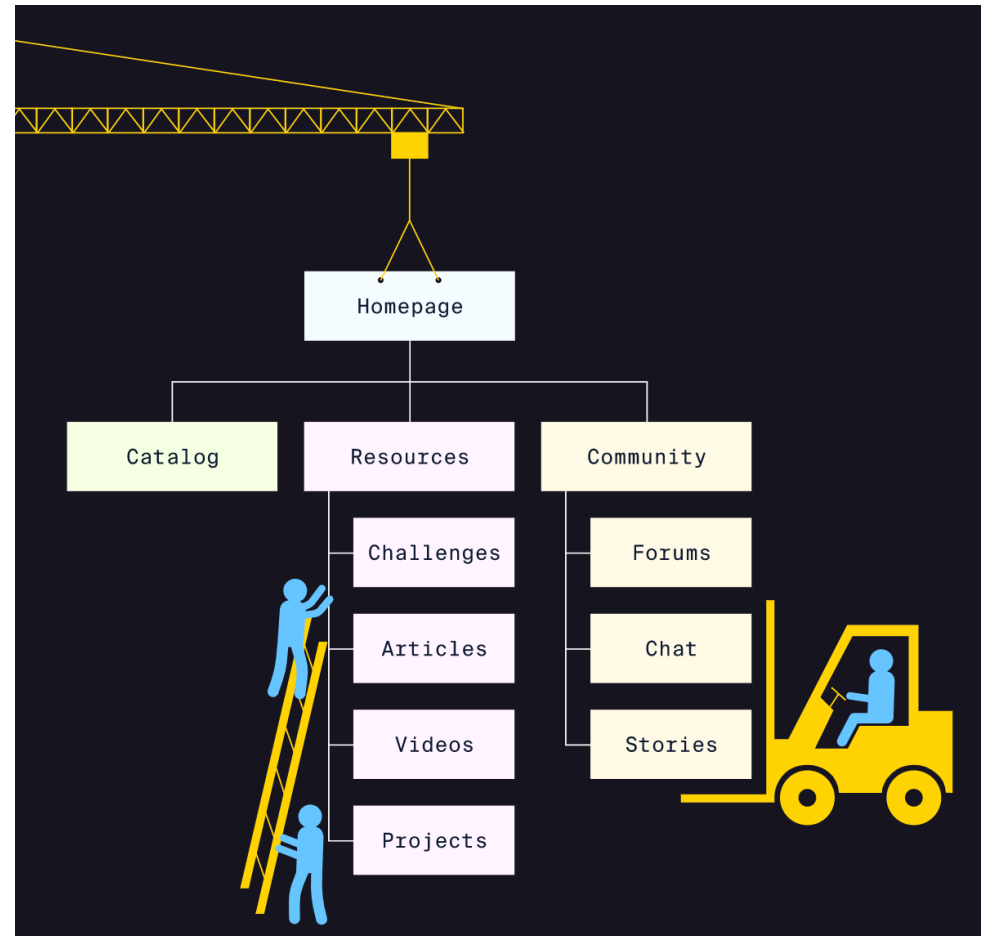 Homepage
Catalog
Resources
Community
Challenges
Forums
Articles
Chat
Videos
Stories
Projects